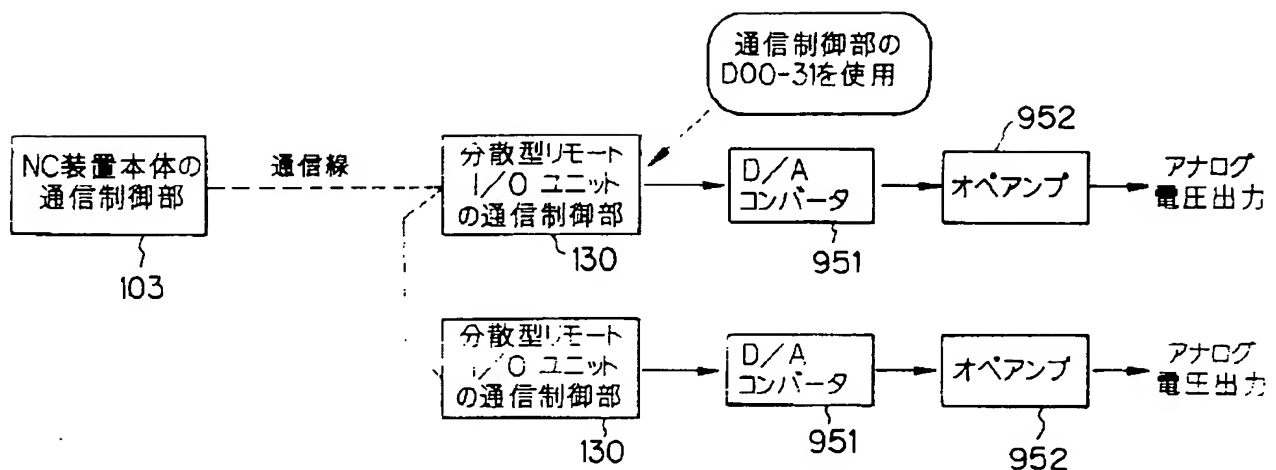 通信制御部の
DO0-31を使用
NC装置本体の
通信制御部
103
通信線
分散型リモート
I/O ユニット
の通信制御部
130
D/A
コンバータ
951
952
オペアンプ
アナログ
電圧出力
分散型リモート
I/O ユニット
の通信制御部
130
D/A
コンバータ
951
オペアンプ
952
アナログ
電圧出力